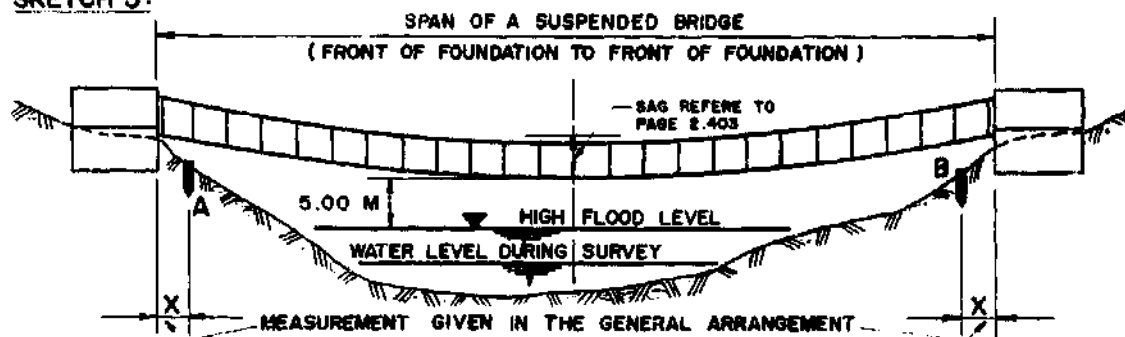 SKETCH 3:
SPAN OF A SUSPENDED BRIDGE
( FRONT OF FOUNDATION TO FRONT OF FOUNDATION )
SAG REFERE TO
PAGE 2.403
A
B
5.00 M
HIGH FLOOD LEVEL
WATER LEVEL DURING SURVEY
X
X
MEASUREMENT GIVEN IN THE GENERAL ARRANGEMENT